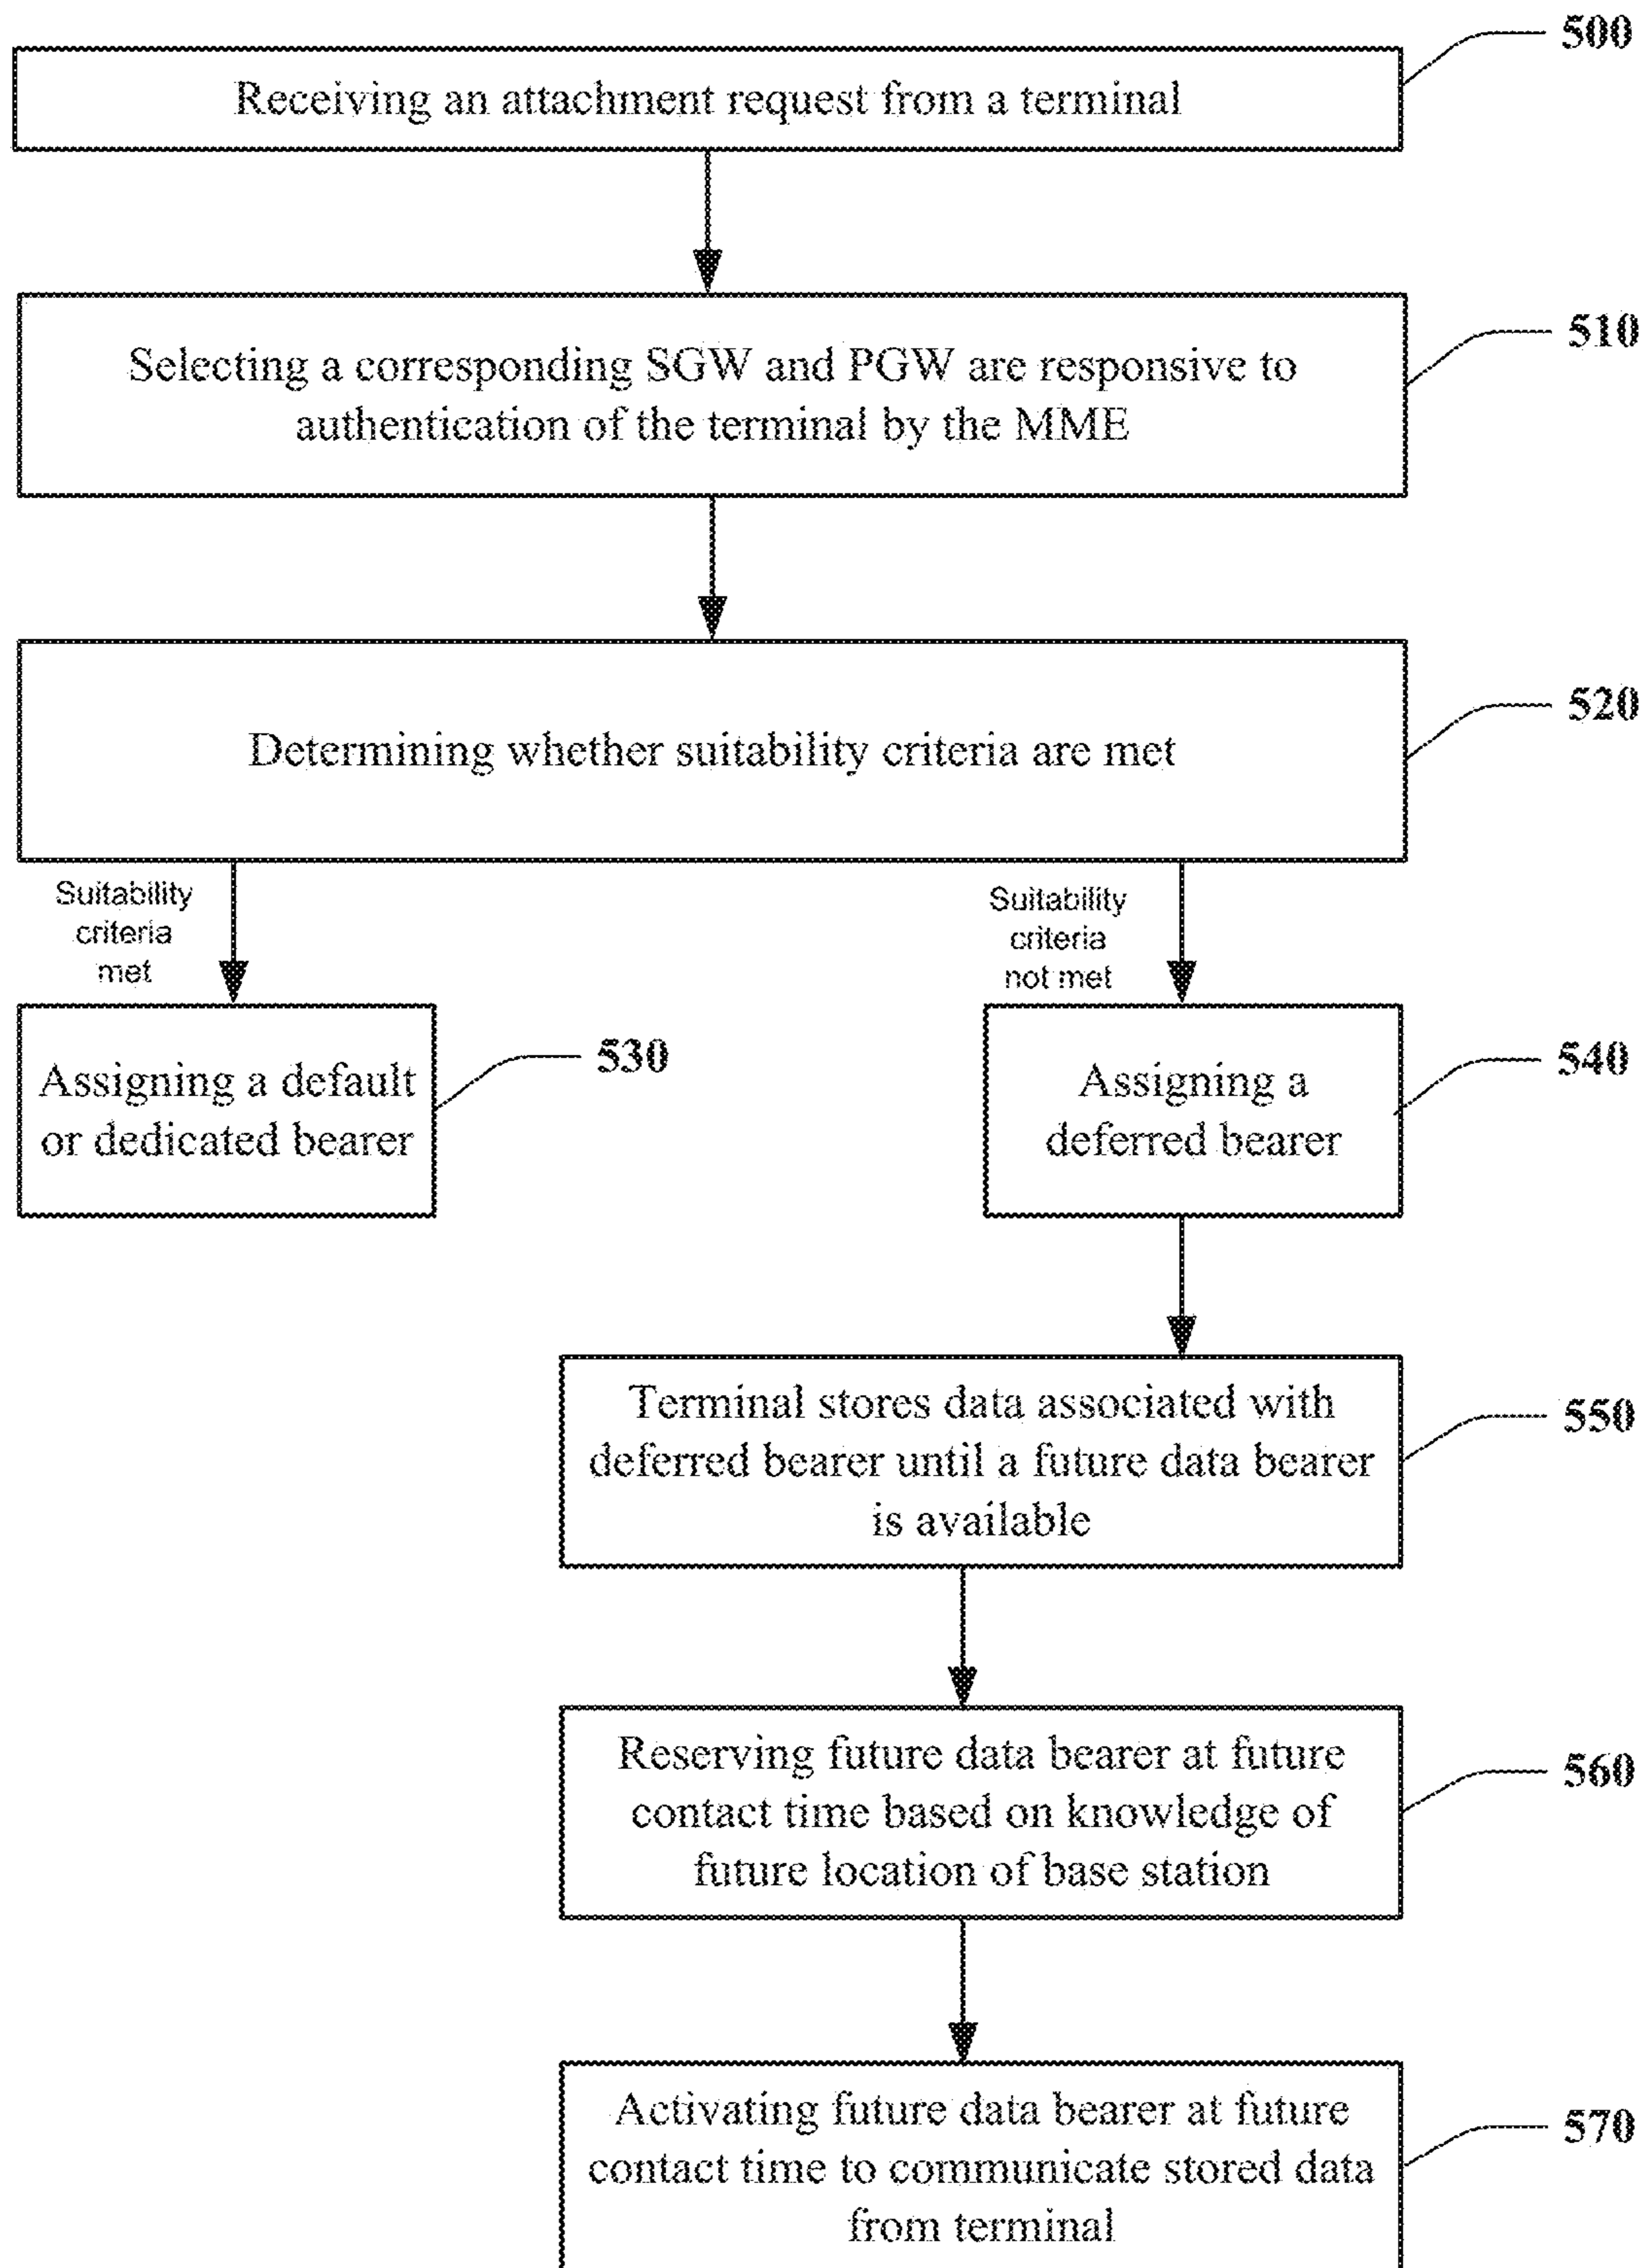 500
Receiving an attachment request from a terminal
510
Selecting a corresponding SGW and PGW are responsive to
authentication of the terminal by the MME
520
Determining whether suitability criteria are met
Suitability
criteria
met
Suitability
criteria
not met
530
Assigning a default
or dedicated bearer
540
Assigning a
deferred bearer
550
Terminal stores data associated with
deferred bearer until a future data bearer
is available
560
Reserving future data bearer at future
contact time based on knowledge of
future location of base station
570
Activating future data bearer at future
contact time to communicate stored data
from terminal